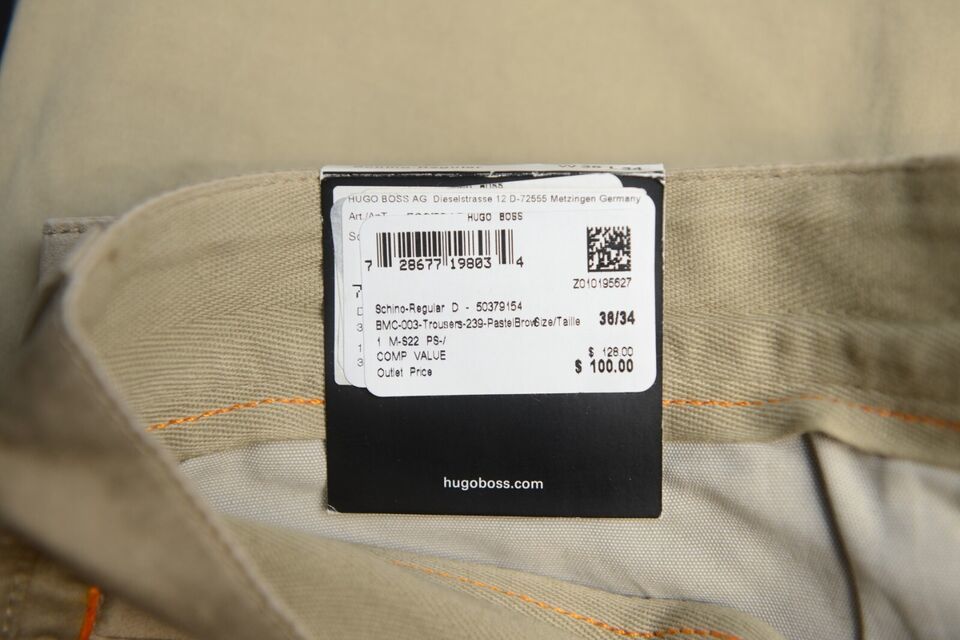 HUGO BOSS AG Dieselstrasse 12 D-72555 Metzingen Germany
HUGO BOSS
7 28677 19803 4
Z010195627
Schino-Regular D - 50379154
BMC-003-Trousers-239-PastelBrow Size/Taille 36/34
1 M-S22 PS-/
COMP VALUE $ 128.00
Outlet Price $ 100.00
hugoboss.com